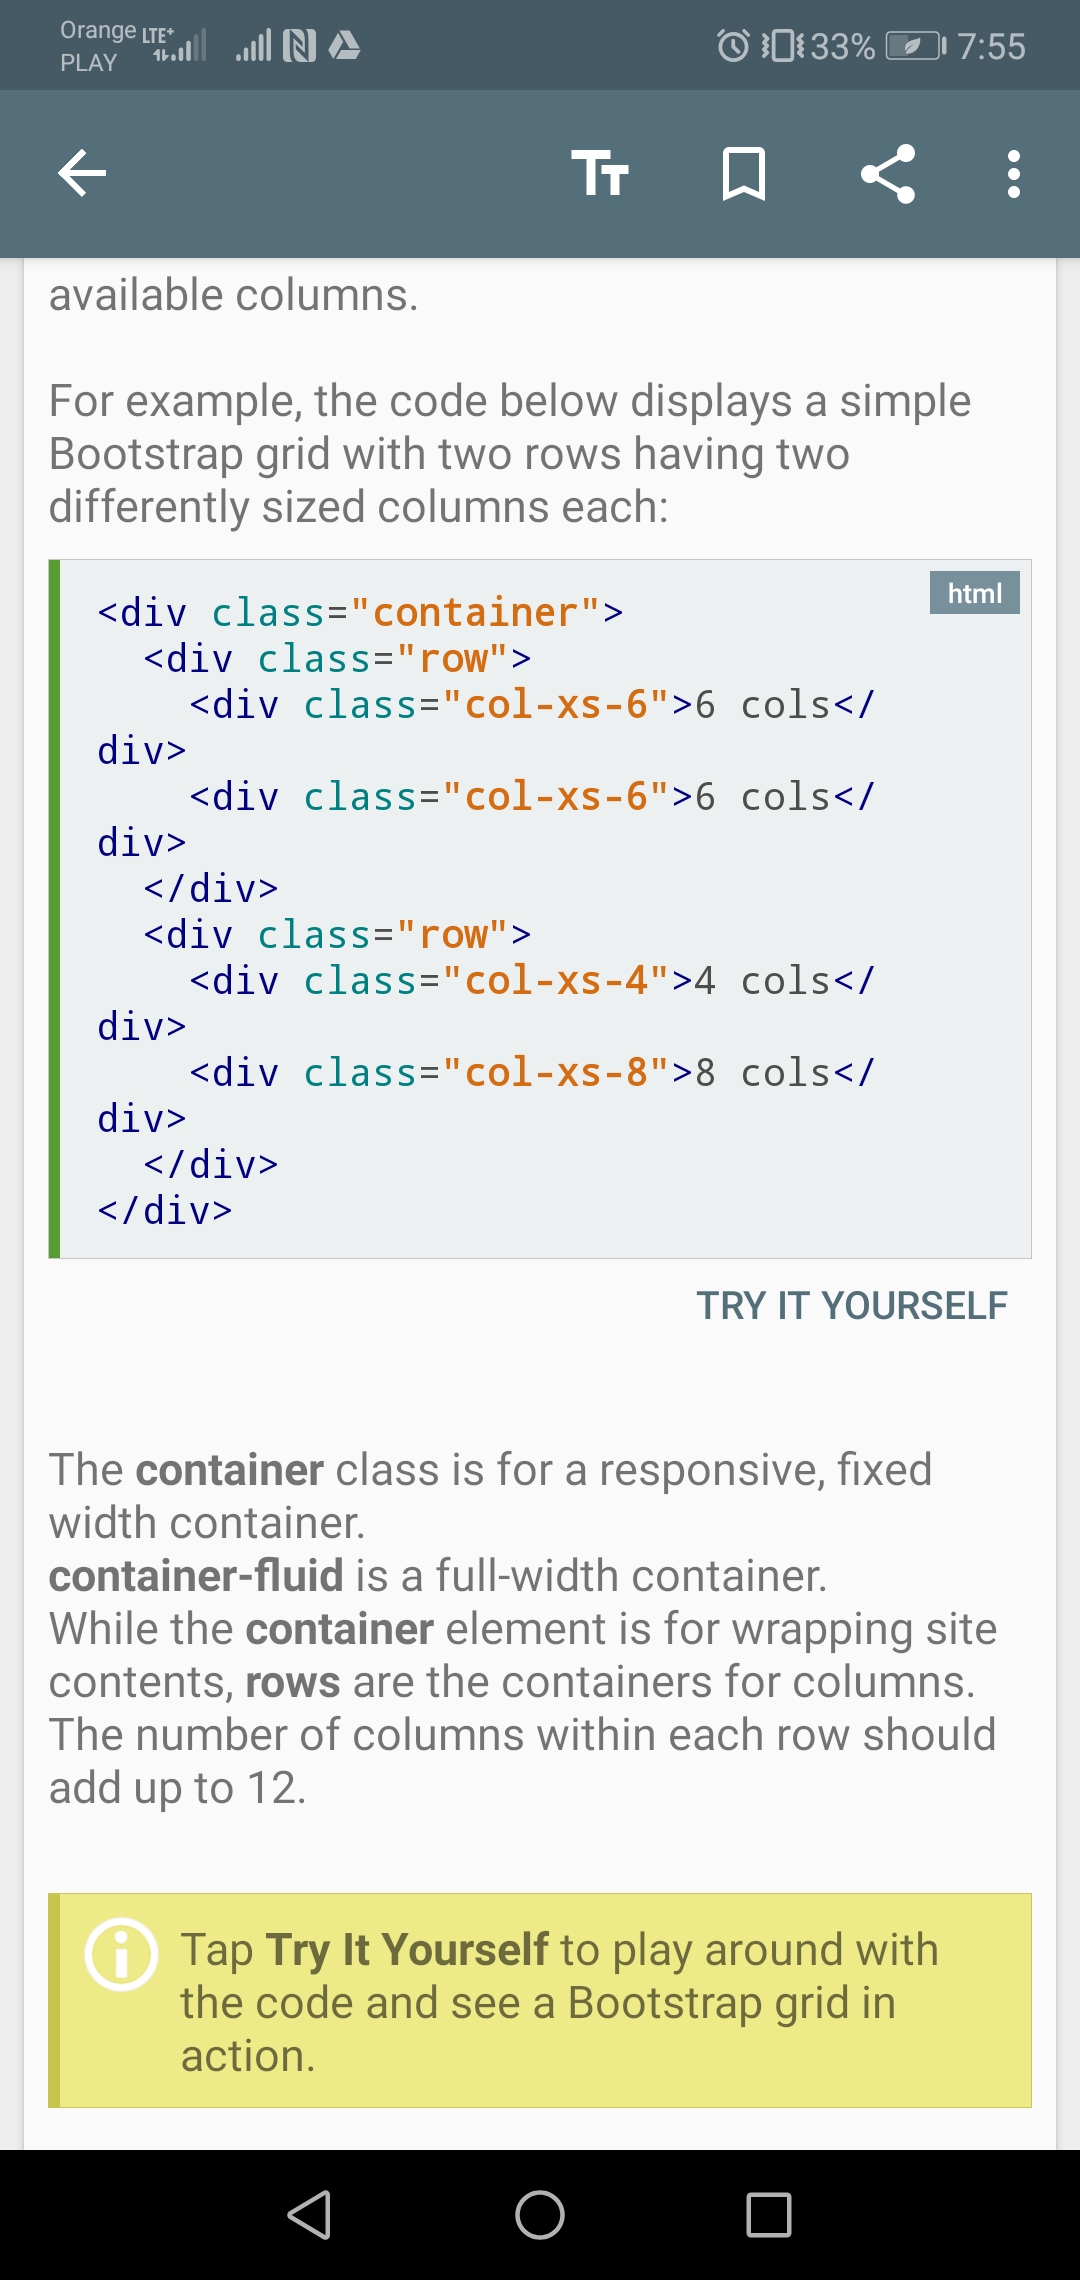 Orange LTE+ 33% 7:55
PLAY
TT
available columns.
For example, the code below displays a simple
Bootstrap grid with two rows having two
differently sized columns each:
html
<div class="container">
  <div class="row">
    <div class="col-xs-6">6 cols</
div>
    <div class="col-xs-6">6 cols</
div>
  </div>
  <div class="row">
    <div class="col-xs-4">4 cols</
div>
    <div class="col-xs-8">8 cols</
div>
  </div>
</div>
TRY IT YOURSELF
The container class is for a responsive, fixed
width container.
container-fluid is a full-width container.
While the container element is for wrapping site
contents, rows are the containers for columns.
The number of columns within each row should
add up to 12.
Tap Try It Yourself to play around with
the code and see a Bootstrap grid in
action.